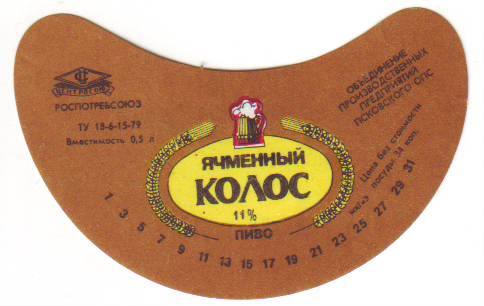 ЦЕНТРОСОЮЗ
РОСПОТРЕБСОЮЗ
ТУ 18-6-15-79
Вместимость 0,5 л
ЯЧМЕННЫЙ
КОЛОС
11%
ПИВО
ОБЪЕДИНЕНИЕ
ПРОИЗВОДСТВЕННЫХ
ПРЕДПРИЯТИЙ
ПСКОВСКОГО ОПС
Цена без стоимости
посуды 34 коп.
1 3 5 7 9 11 13 15 17 19 21 23 25 27 29 31